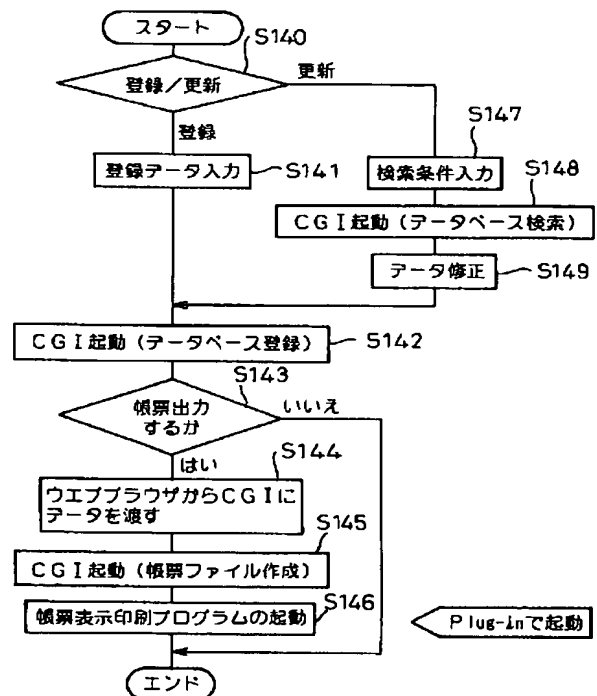 スタート
S140
登録／更新
更新
登録
S147
登録データ入力
S141
検索条件入力
S148
CGI起動（データベース検索）
データ修正
S149
CGI起動（データベース登録）
S142
S143
帳票出力
するか
いいえ
はい
S144
ウエブブラウザからCGIに
データを渡す
S145
CGI起動（帳票ファイル作成）
S146
帳票表示印刷プログラムの起動
Plug-inで起動
エンド